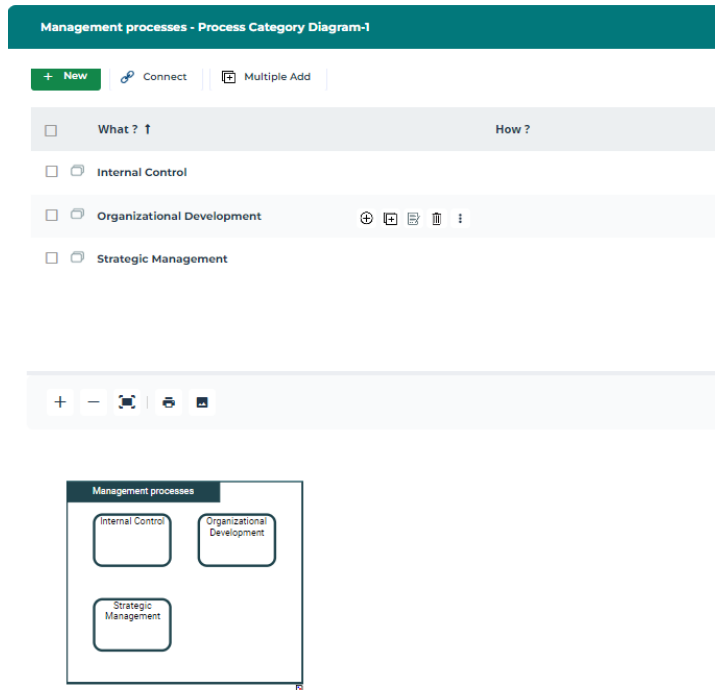 Management processes - Process Category Diagram-1
+ New Connect Multiple Add
What ? ↑ How ?
Internal Control
Organizational Development
Strategic Management
Management processes
Internal Control Organizational
Development
Strategic
Management